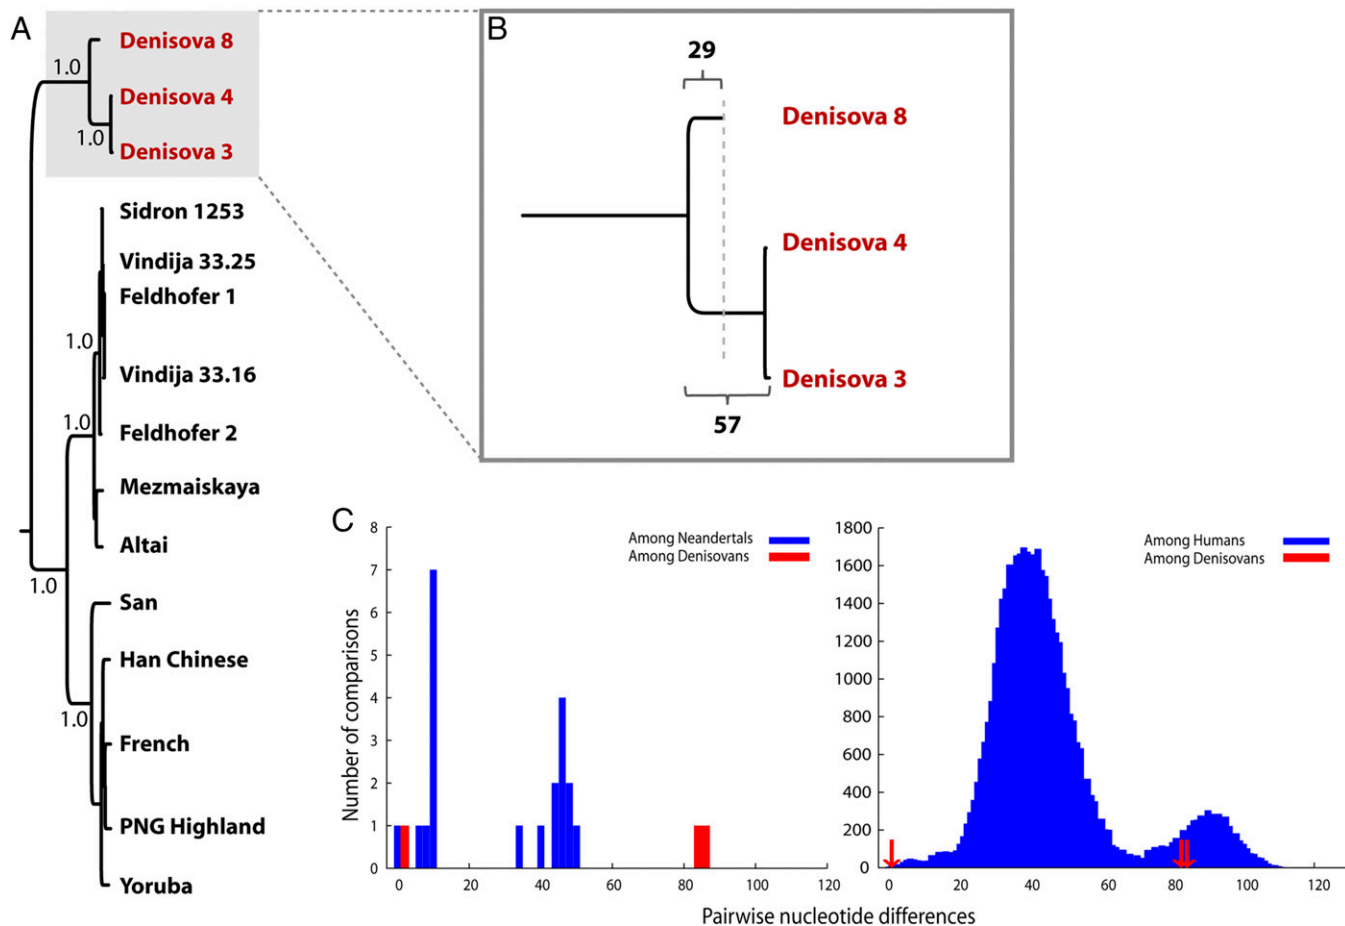 A
1.0
Denisova 8
Denisova 4
1.0
Denisova 3
Sidron 1253
Vindija 33.25
Feldhofer 1
1.0
Vindija 33.16
1.0
Feldhofer 2
Mezmaiskaya
Altai
1.0
San
Han Chinese
1.0
French
PNG Highland
Yoruba
B
29
Denisova 8
Denisova 4
Denisova 3
57
C
Among Neandertals
Among Denisovans
Number of comparisons
8
7
6
5
4
3
2
1
0
0 20 40 60 80 100 120
Among Humans
Among Denisovans
1800
1600
1400
1200
1000
800
600
400
200
0
0 20 40 60 80 100 120
Pairwise nucleotide differences